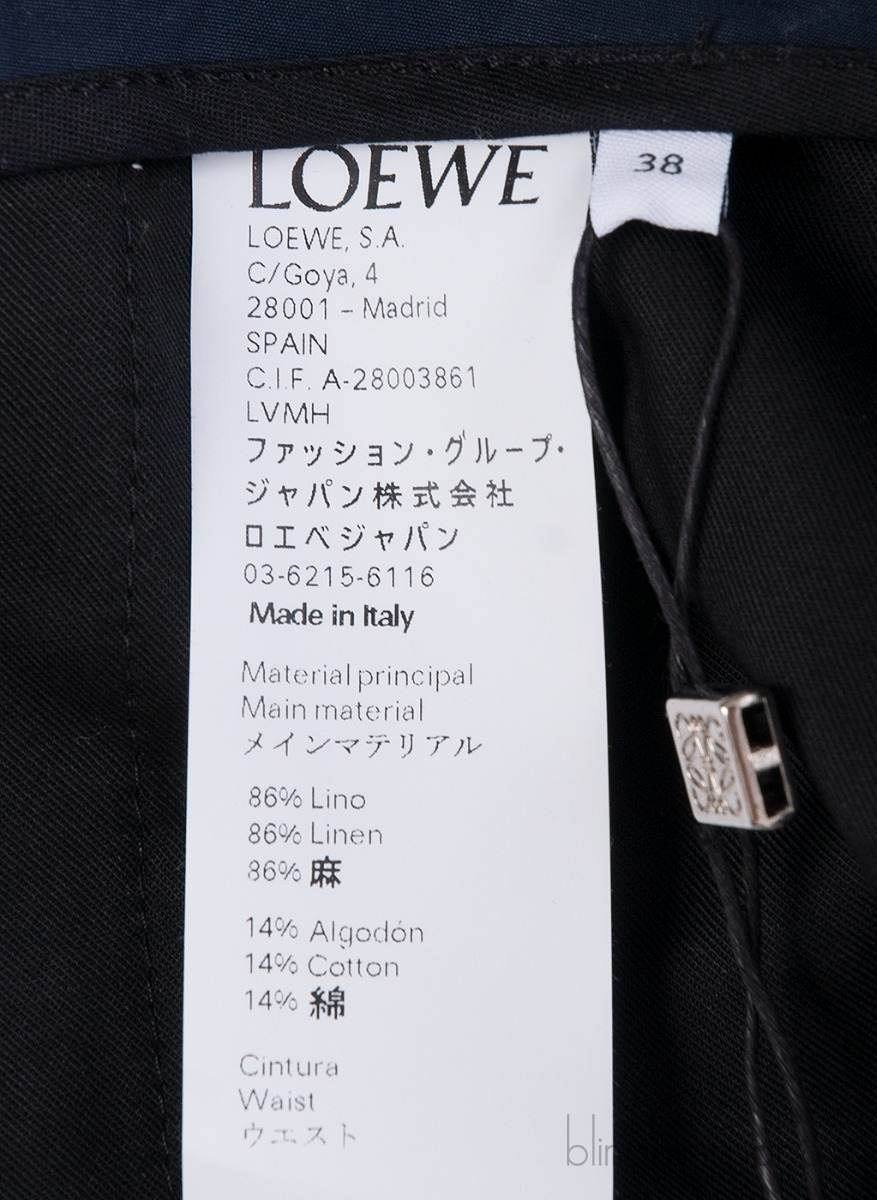 LOEWE
38
LOEWE, S.A.
C/Goya, 4
28001 – Madrid
SPAIN
C.I.F. A-28003861
LVMH
ファッション・グループ・
ジャパン株式会社
ロエベジャパン
03-6215-6116
Made in Italy
Material principal
Main material
メインマテリアル
86% Lino
86% Linen
86% 麻
14% Algodón
14% Cotton
14% 綿
Cintura
Waist
ウエスト